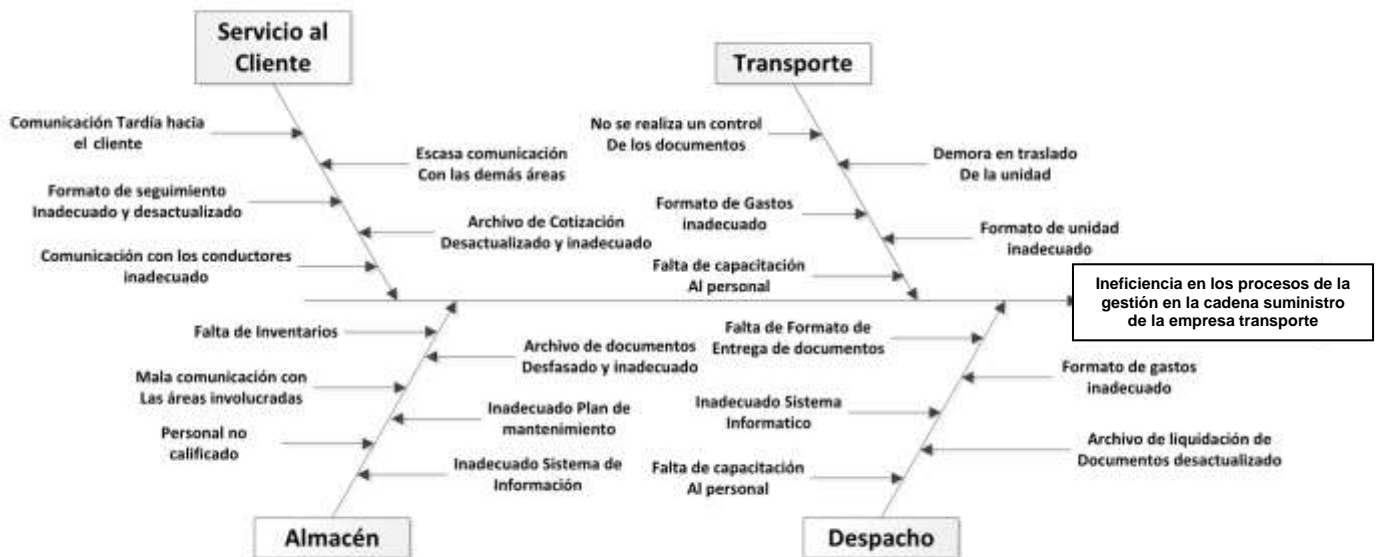 Servicio al
Cliente
Comunicación Tardía hacia
el cliente
Escasa comunicación
Con las demás áreas
Formato de seguimiento
Inadecuado y desactualizado
Archivo de Cotización
Desactualizado y inadecuado
Comunicación con los conductores
inadecuado
Transporte
No se realiza un control
De los documentos
Demora en traslado
De la unidad
Formato de Gastos
inadecuado
Formato de unidad
inadecuado
Falta de capacitación
Al personal
Ineficiencia en los procesos de la
gestión en la cadena suministro
de la empresa transporte
Falta de Inventarios
Archivo de documentos
Desfasado y inadecuado
Mala comunicación con
Las áreas involucradas
Inadecuado Plan de
mantenimiento
Personal no
calificado
Inadecuado Sistema de
Información
Almacén
Falta de Formato de
Entrega de documentos
Formato de gastos
inadecuado
Inadecuado Sistema
Informatico
Archivo de liquidación de
Documentos desactualizado
Falta de capacitación
Al personal
Despacho